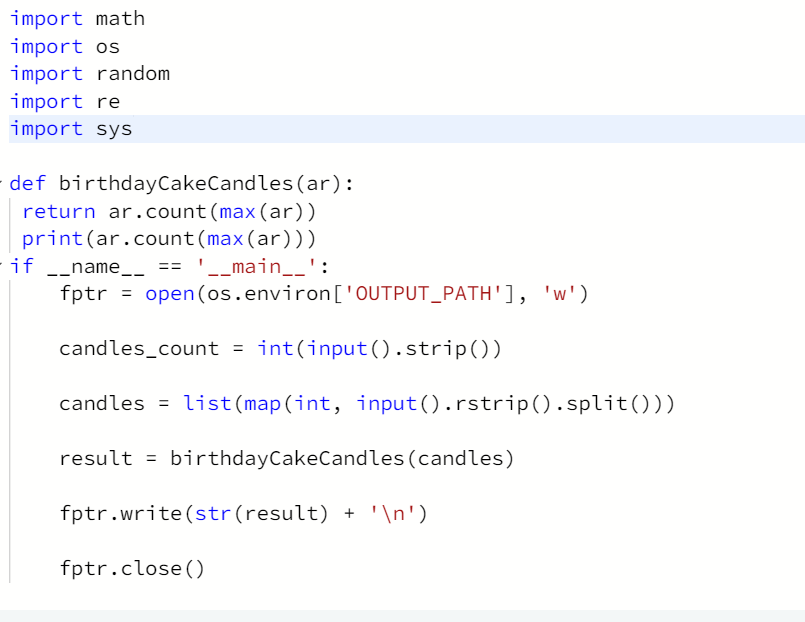 import math
import os
import random
import re
import sys
def birthdayCakeCandles(ar):
return ar.count(max(ar))
print(ar.count(max(ar)))
if __name__ == '__main__':
fptr = open(os.environ['OUTPUT_PATH'], 'w')
candles_count = int(input().strip())
candles = list(map(int, input().rstrip().split()))
result = birthdayCakeCandles(candles)
fptr.write(str(result) + '\n')
fptr.close()